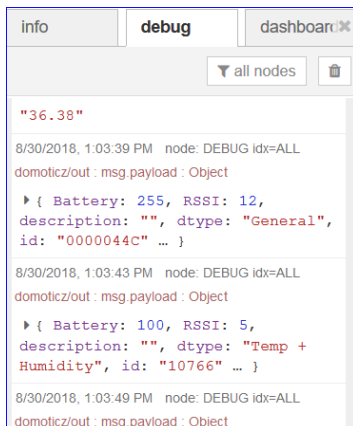 info debug dashboard
all nodes
"36.38"
8/30/2018, 1:03:39 PM node: DEBUG idx=ALL
domoticz/out : msg.payload : Object
{ Battery: 255, RSSI: 12,
description: "", dtype: "General",
id: "0000044C" … }
8/30/2018, 1:03:43 PM node: DEBUG idx=ALL
domoticz/out : msg.payload : Object
{ Battery: 100, RSSI: 5,
description: "", dtype: "Temp +
Humidity", id: "10766" … }
8/30/2018, 1:03:49 PM node: DEBUG idx=ALL
domoticz/out : msg.payload : Object